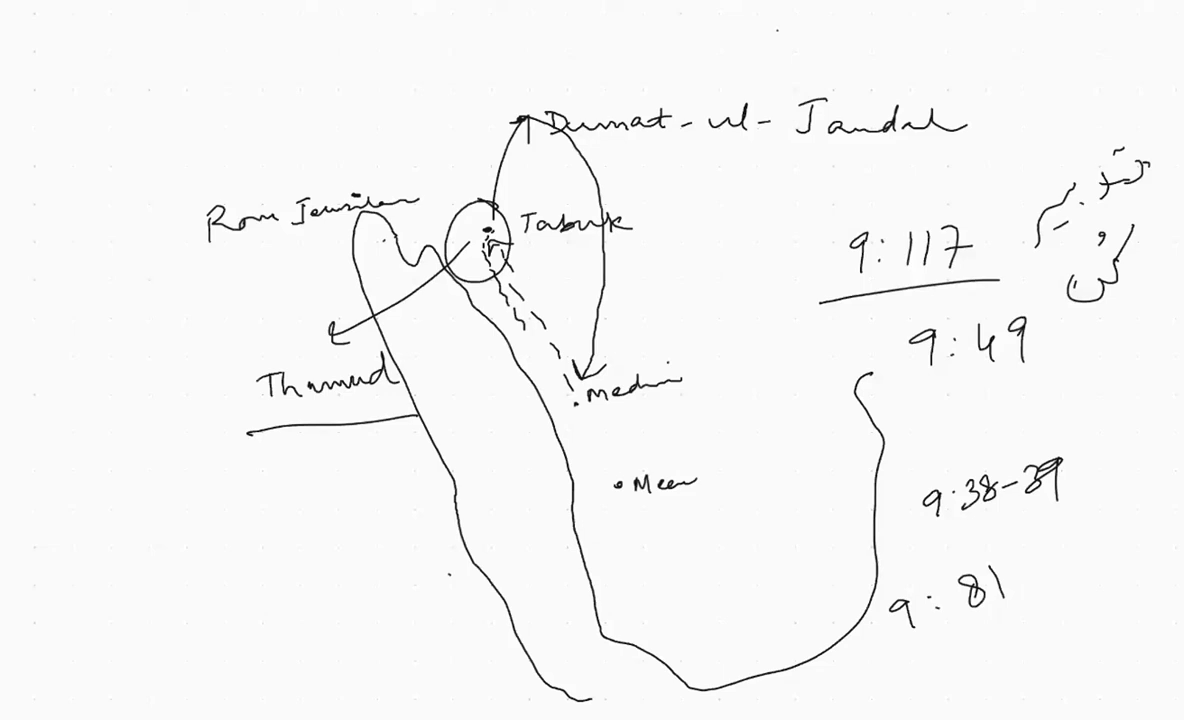 Dumat-ul-Jandal
Rom Jerusalem
Tabuk
9:117
9:49
Thamud
Medina
Mecca
9:38-39
9:81